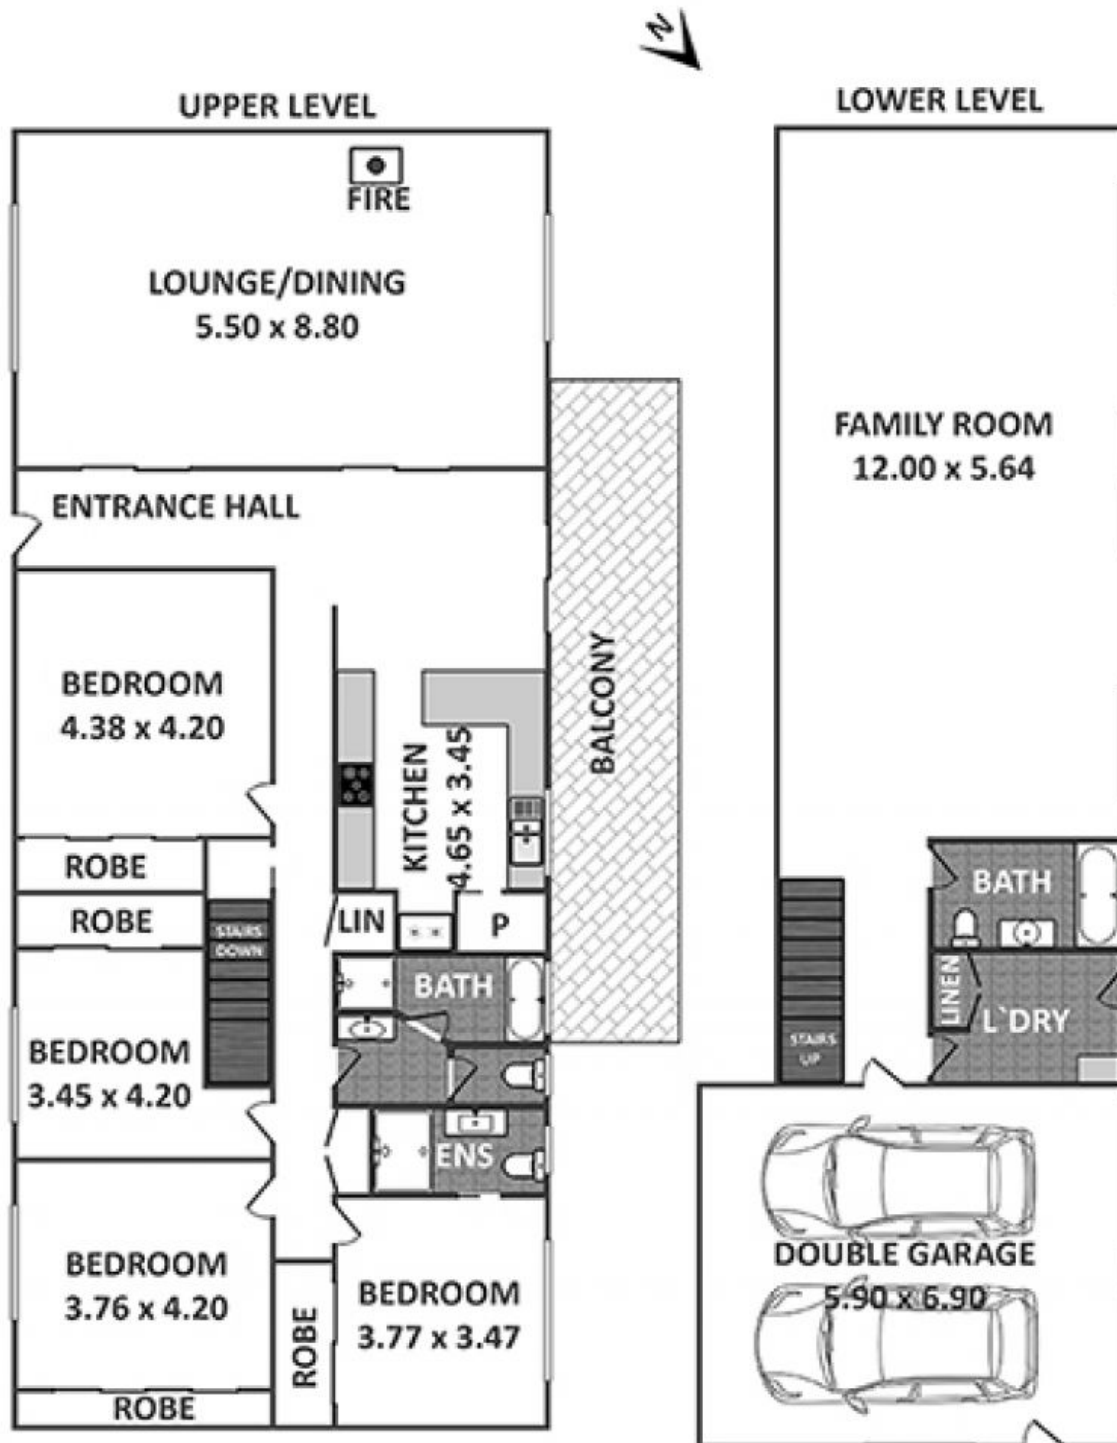 N
UPPER LEVEL
FIRE
LOUNGE/DINING
5.50 x 8.80
ENTRANCE HALL
BEDROOM
4.38 x 4.20
ROBE
ROBE
STAIRS
DOWN
BEDROOM
3.45 x 4.20
BEDROOM
3.76 x 4.20
ROBE
ROBE
BEDROOM
3.77 x 3.47
KITCHEN
4.65 x 3.45
LIN
P
BATH
ENS
BALCONY
LOWER LEVEL
FAMILY ROOM
12.00 x 5.64
BATH
LINEN
L`DRY
STAIRS
UP
DOUBLE GARAGE
5.90 x 6.90